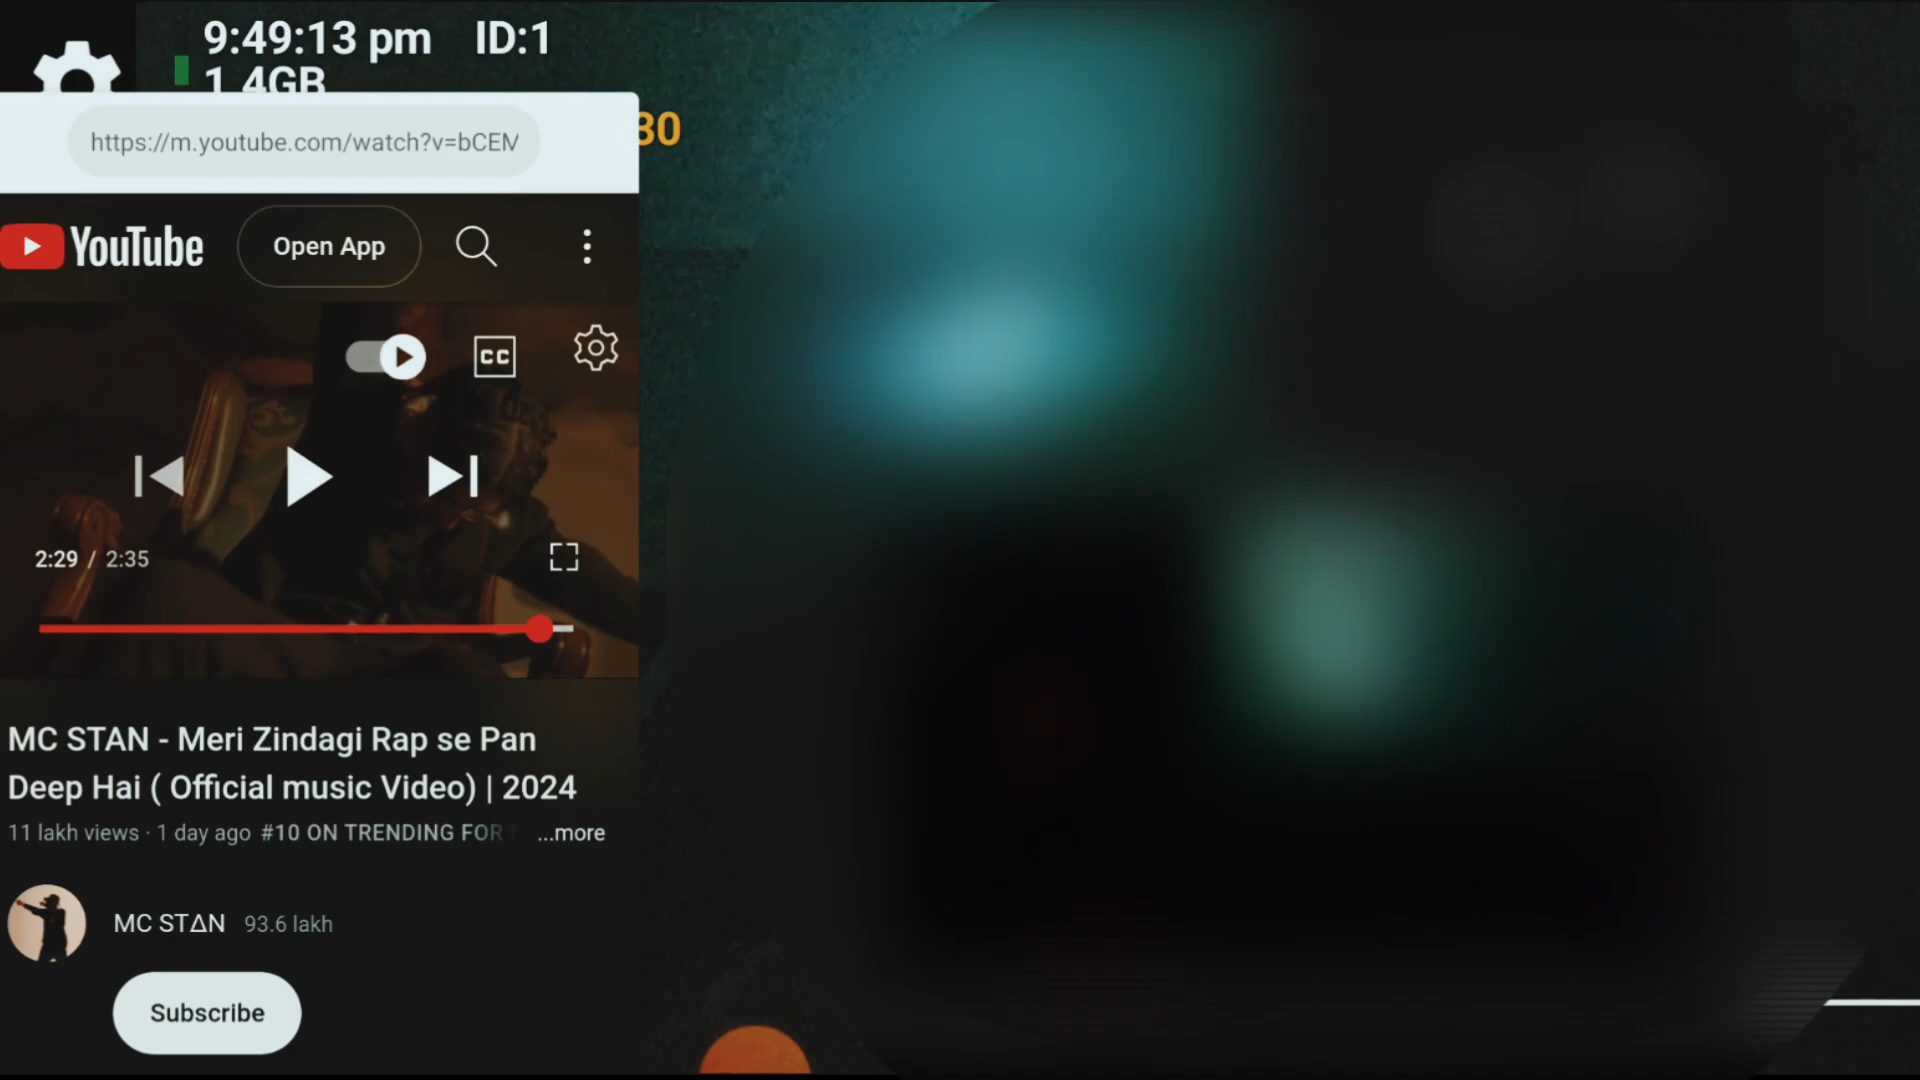 9:49:13 pm ID:1
1.4GB
30
https://m.youtube.com/watch?v=bCEM
YouTube
Open App
CC
2:29 / 2:35
MC STAN - Meri Zindagi Rap se Pan
Deep Hai ( Official music Video) | 2024
11 lakh views · 1 day ago #10 ON TRENDING FOR ...more
MC STΔN 93.6 lakh
Subscribe